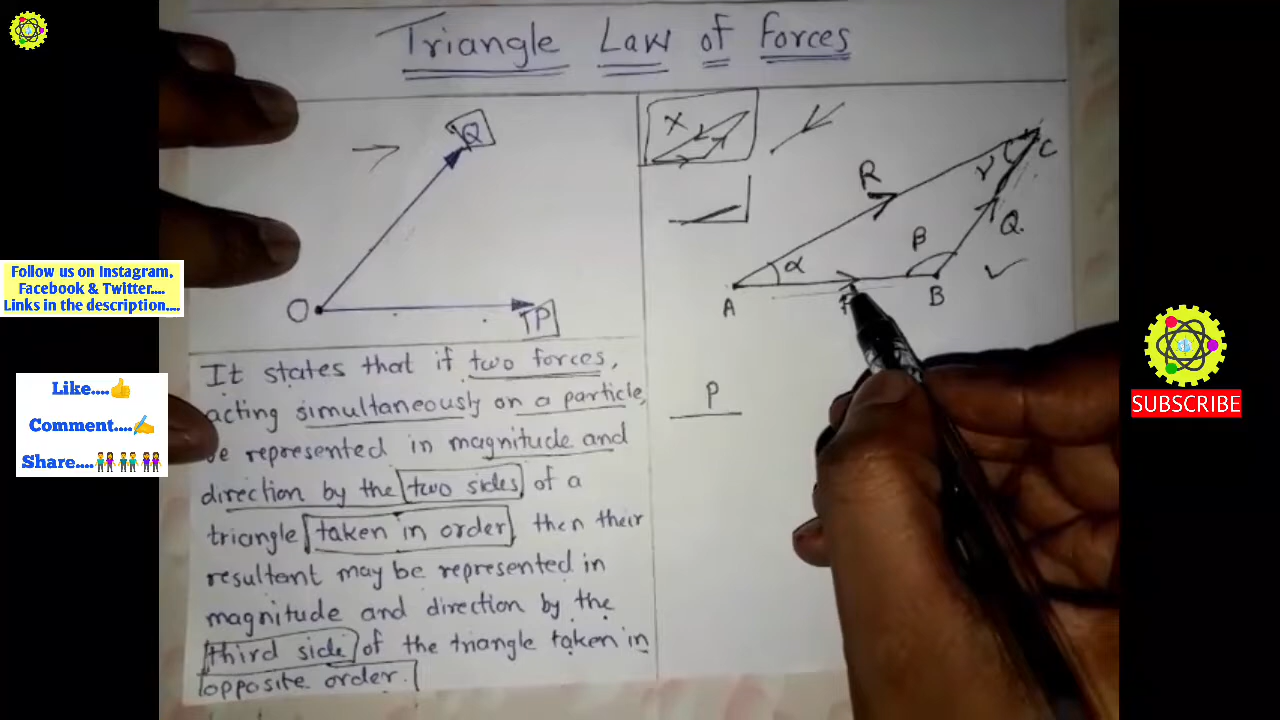 Triangle Law of Forces
Q
O
P
It states that if two forces,
acting simultaneously on a particle,
be represented in magnitude and
direction by the two sides of a
triangle taken in order, then their
resultant may be represented in
magnitude and direction by the
third side of the triangle taken in
opposite order.
X
R
C
Q
α
β
A
B
P
Follow us on Instagram,
Facebook & Twitter....
Links in the description....
Like....👍
Comment....✍
Share....👫👬👭
SUBSCRIBE